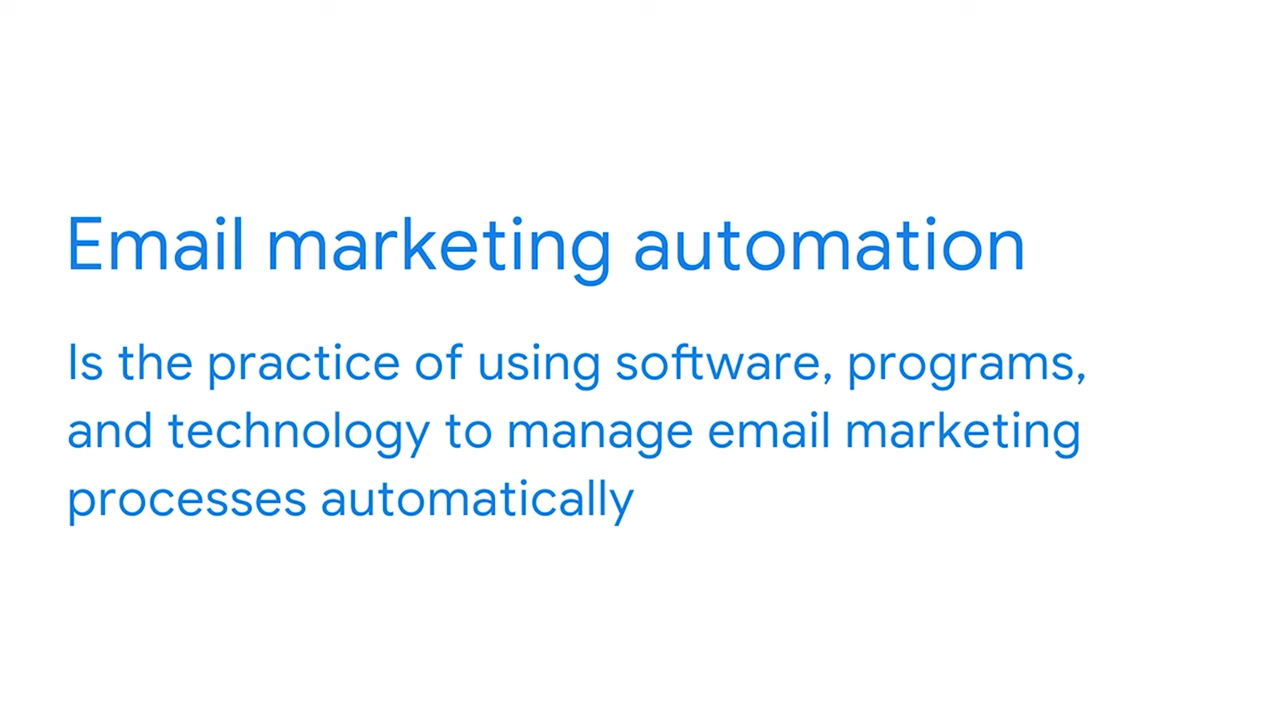 Email marketing automation
Is the practice of using software, programs,
and technology to manage email marketing
processes automatically